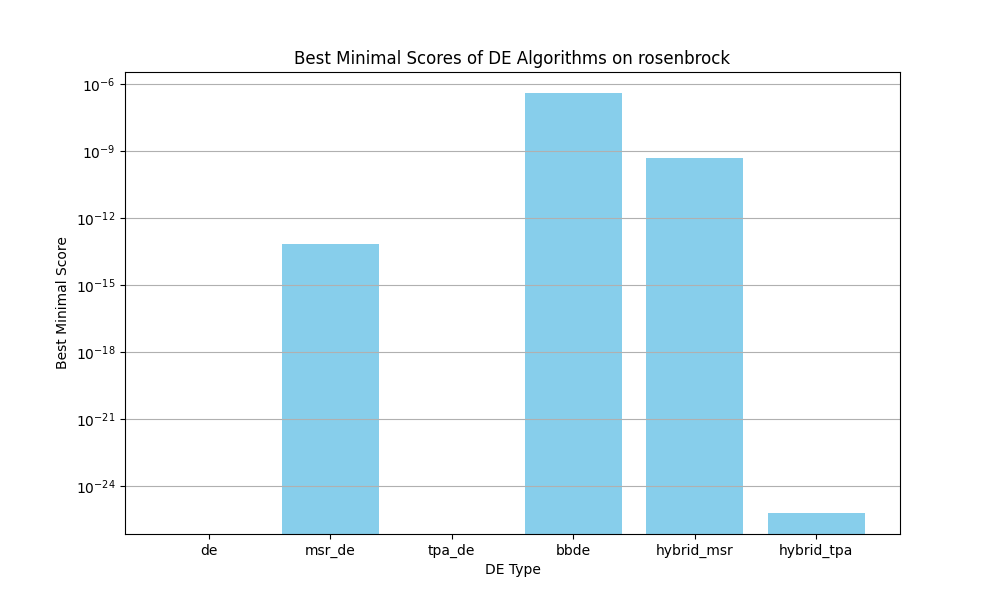 Best Minimal Scores of DE Algorithms on rosenbrock
Best Minimal Score
10⁻⁶
10⁻⁹
10⁻¹²
10⁻¹⁵
10⁻¹⁸
10⁻²¹
10⁻²⁴
de msr_de tpa_de bbde hybrid_msr hybrid_tpa
DE Type